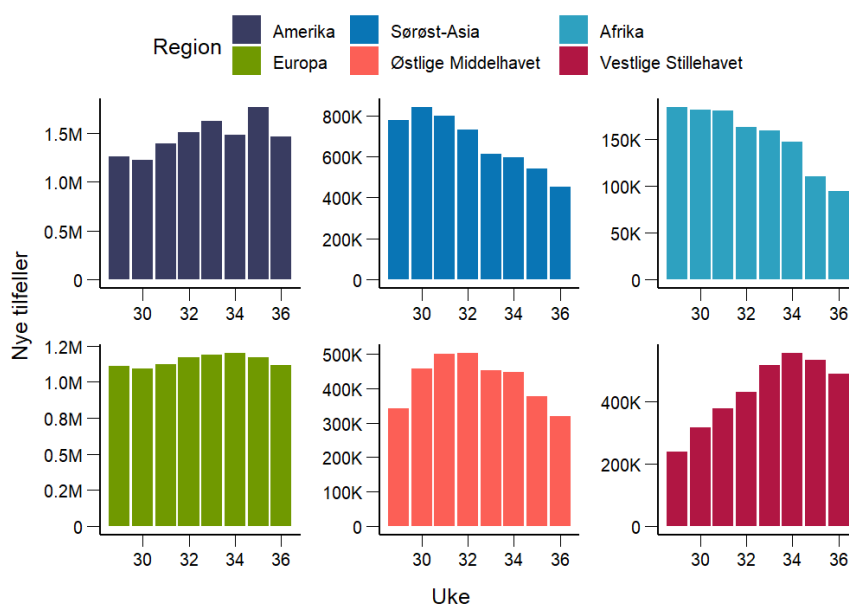 Region
Amerika
Sørøst-Asia
Afrika
Europa
Østlige Middelhavet
Vestlige Stillehavet
Nye tilfeller
1.5M
1.0M
0.5M
0
30 32 34 36
800K
600K
400K
200K
0
30 32 34 36
150K
100K
50K
0
30 32 34 36
1.2M
1.0M
0.8M
0.5M
0.2M
0
30 32 34 36
500K
400K
300K
200K
100K
0
30 32 34 36
400K
200K
0
30 32 34 36
Uke